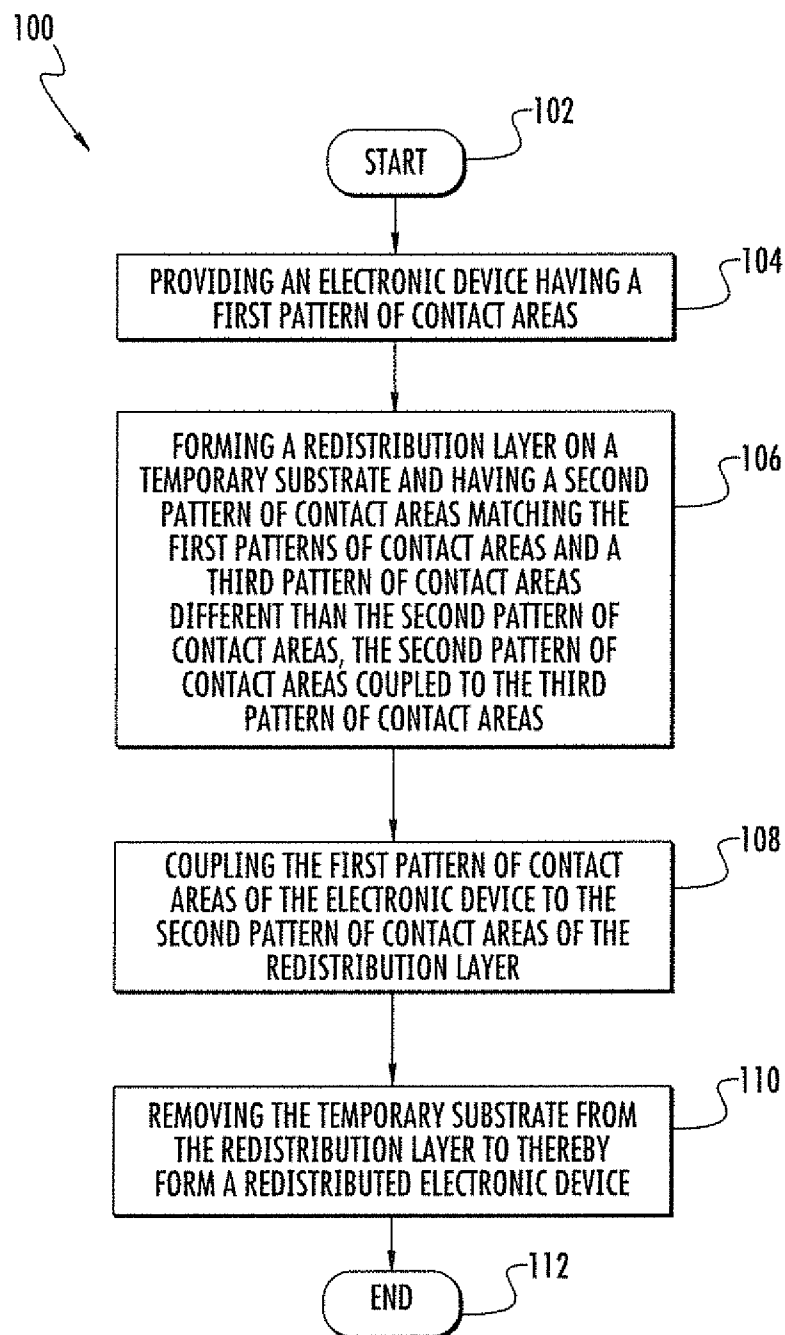 100
102
START
104
PROVIDING AN ELECTRONIC DEVICE HAVING A
FIRST PATTERN OF CONTACT AREAS
106
FORMING A REDISTRIBUTION LAYER ON A
TEMPORARY SUBSTRATE AND HAVING A SECOND
PATTERN OF CONTACT AREAS MATCHING THE
FIRST PATTERNS OF CONTACT AREAS AND A
THIRD PATTERN OF CONTACT AREAS
DIFFERENT THAN THE SECOND PATTERN OF
CONTACT AREAS, THE SECOND PATTERN OF
CONTACT AREAS COUPLED TO THE THIRD
PATTERN OF CONTACT AREAS
108
COUPLING THE FIRST PATTERN OF CONTACT
AREAS OF THE ELECTRONIC DEVICE TO THE
SECOND PATTERN OF CONTACT AREAS OF THE
REDISTRIBUTION LAYER
110
REMOVING THE TEMPORARY SUBSTRATE FROM
THE REDISTRIBUTION LAYER TO THEREBY
FORM A REDISTRIBUTED ELECTRONIC DEVICE
112
END